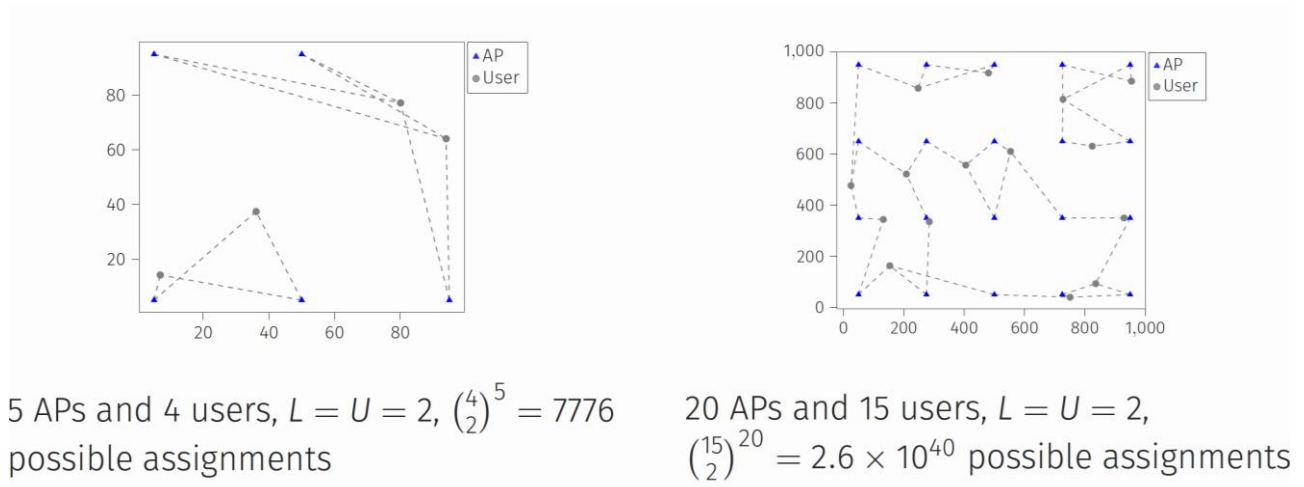 AP
User
80
60
40
20
20 40 60 80
5 APs and 4 users, L = U = 2, (4 2)^5 = 7776
possible assignments
1,000
AP
User
800
600
400
200
0
0 200 400 600 800 1,000
20 APs and 15 users, L = U = 2,
(15 2)^20 = 2.6 × 10^40 possible assignments